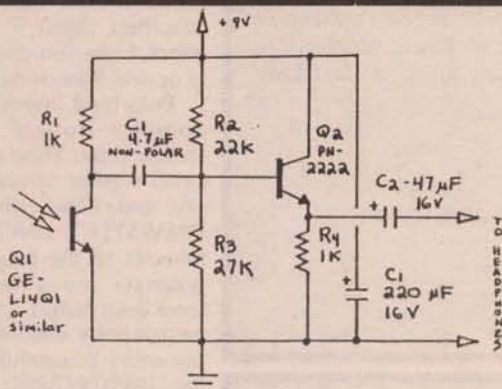 +9V
R1
1K
C1
4.7µF
NON-POLAR
R2
22K
Q2
PN-
2222
C2-47µF
16V
+
Q1
GE-
L14Q1
or
similar
R3
27K
R4
1K
+
C1
220 µF
16V
TO HEADFONES